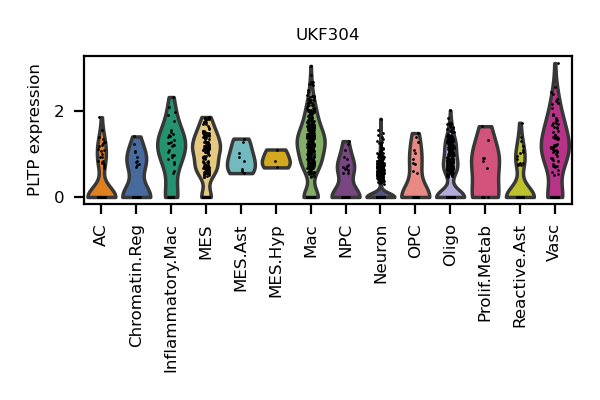 UKF304
PLTP expression
2
0
AC
Chromatin.Reg
Inflammatory.Mac
MES
MES.Ast
MES.Hyp
Mac
NPC
Neuron
OPC
Oligo
Prolif.Metab
Reactive.Ast
Vasc